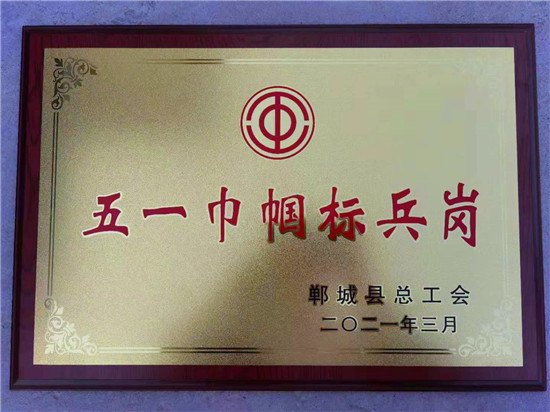 五一巾帼标兵岗
郸城县总工会
二〇二一年三月